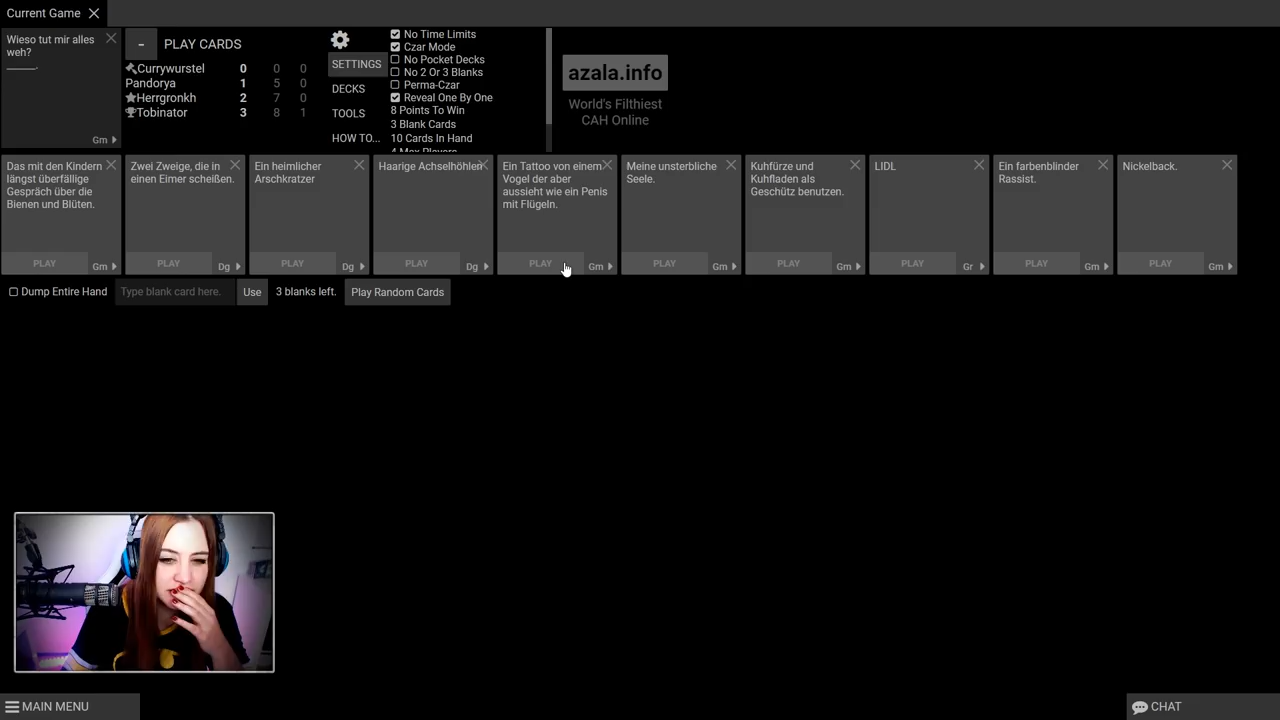 Current Game
Wieso tut mir alles
weh?
______.
Gm
-
PLAY CARDS
Currywurstel 0 0 0
Pandorya 1 5 0
Herrgronkh 2 7 0
Tobinator 3 8 1
SETTINGS
DECKS
TOOLS
HOW TO...
No Time Limits
Czar Mode
No Pocket Decks
No 2 Or 3 Blanks
Perma-Czar
Reveal One By One
8 Points To Win
3 Blank Cards
10 Cards In Hand
4 Max Players
azala.info
World's Filthiest
CAH Online
Das mit den Kindern
längst überfällige
Gespräch über die
Bienen und Blüten.
PLAY
Gm
Zwei Zweige, die in
einen Eimer scheißen.
PLAY
Dg
Ein heimlicher
Arschkratzer
PLAY
Dg
Haarige Achselhöhlen
PLAY
Dg
Ein Tattoo von einem
Vogel der aber
aussieht wie ein Penis
mit Flügeln.
PLAY
Gm
Meine unsterbliche
Seele.
PLAY
Gm
Kuhfürze und
Kuhfladen als
Geschütz benutzen.
PLAY
Gm
LIDL
PLAY
Gr
Ein farbenblinder
Rassist.
PLAY
Gm
Nickelback.
PLAY
Gm
Dump Entire Hand
Type blank card here.
Use
3 blanks left.
Play Random Cards
MAIN MENU
CHAT